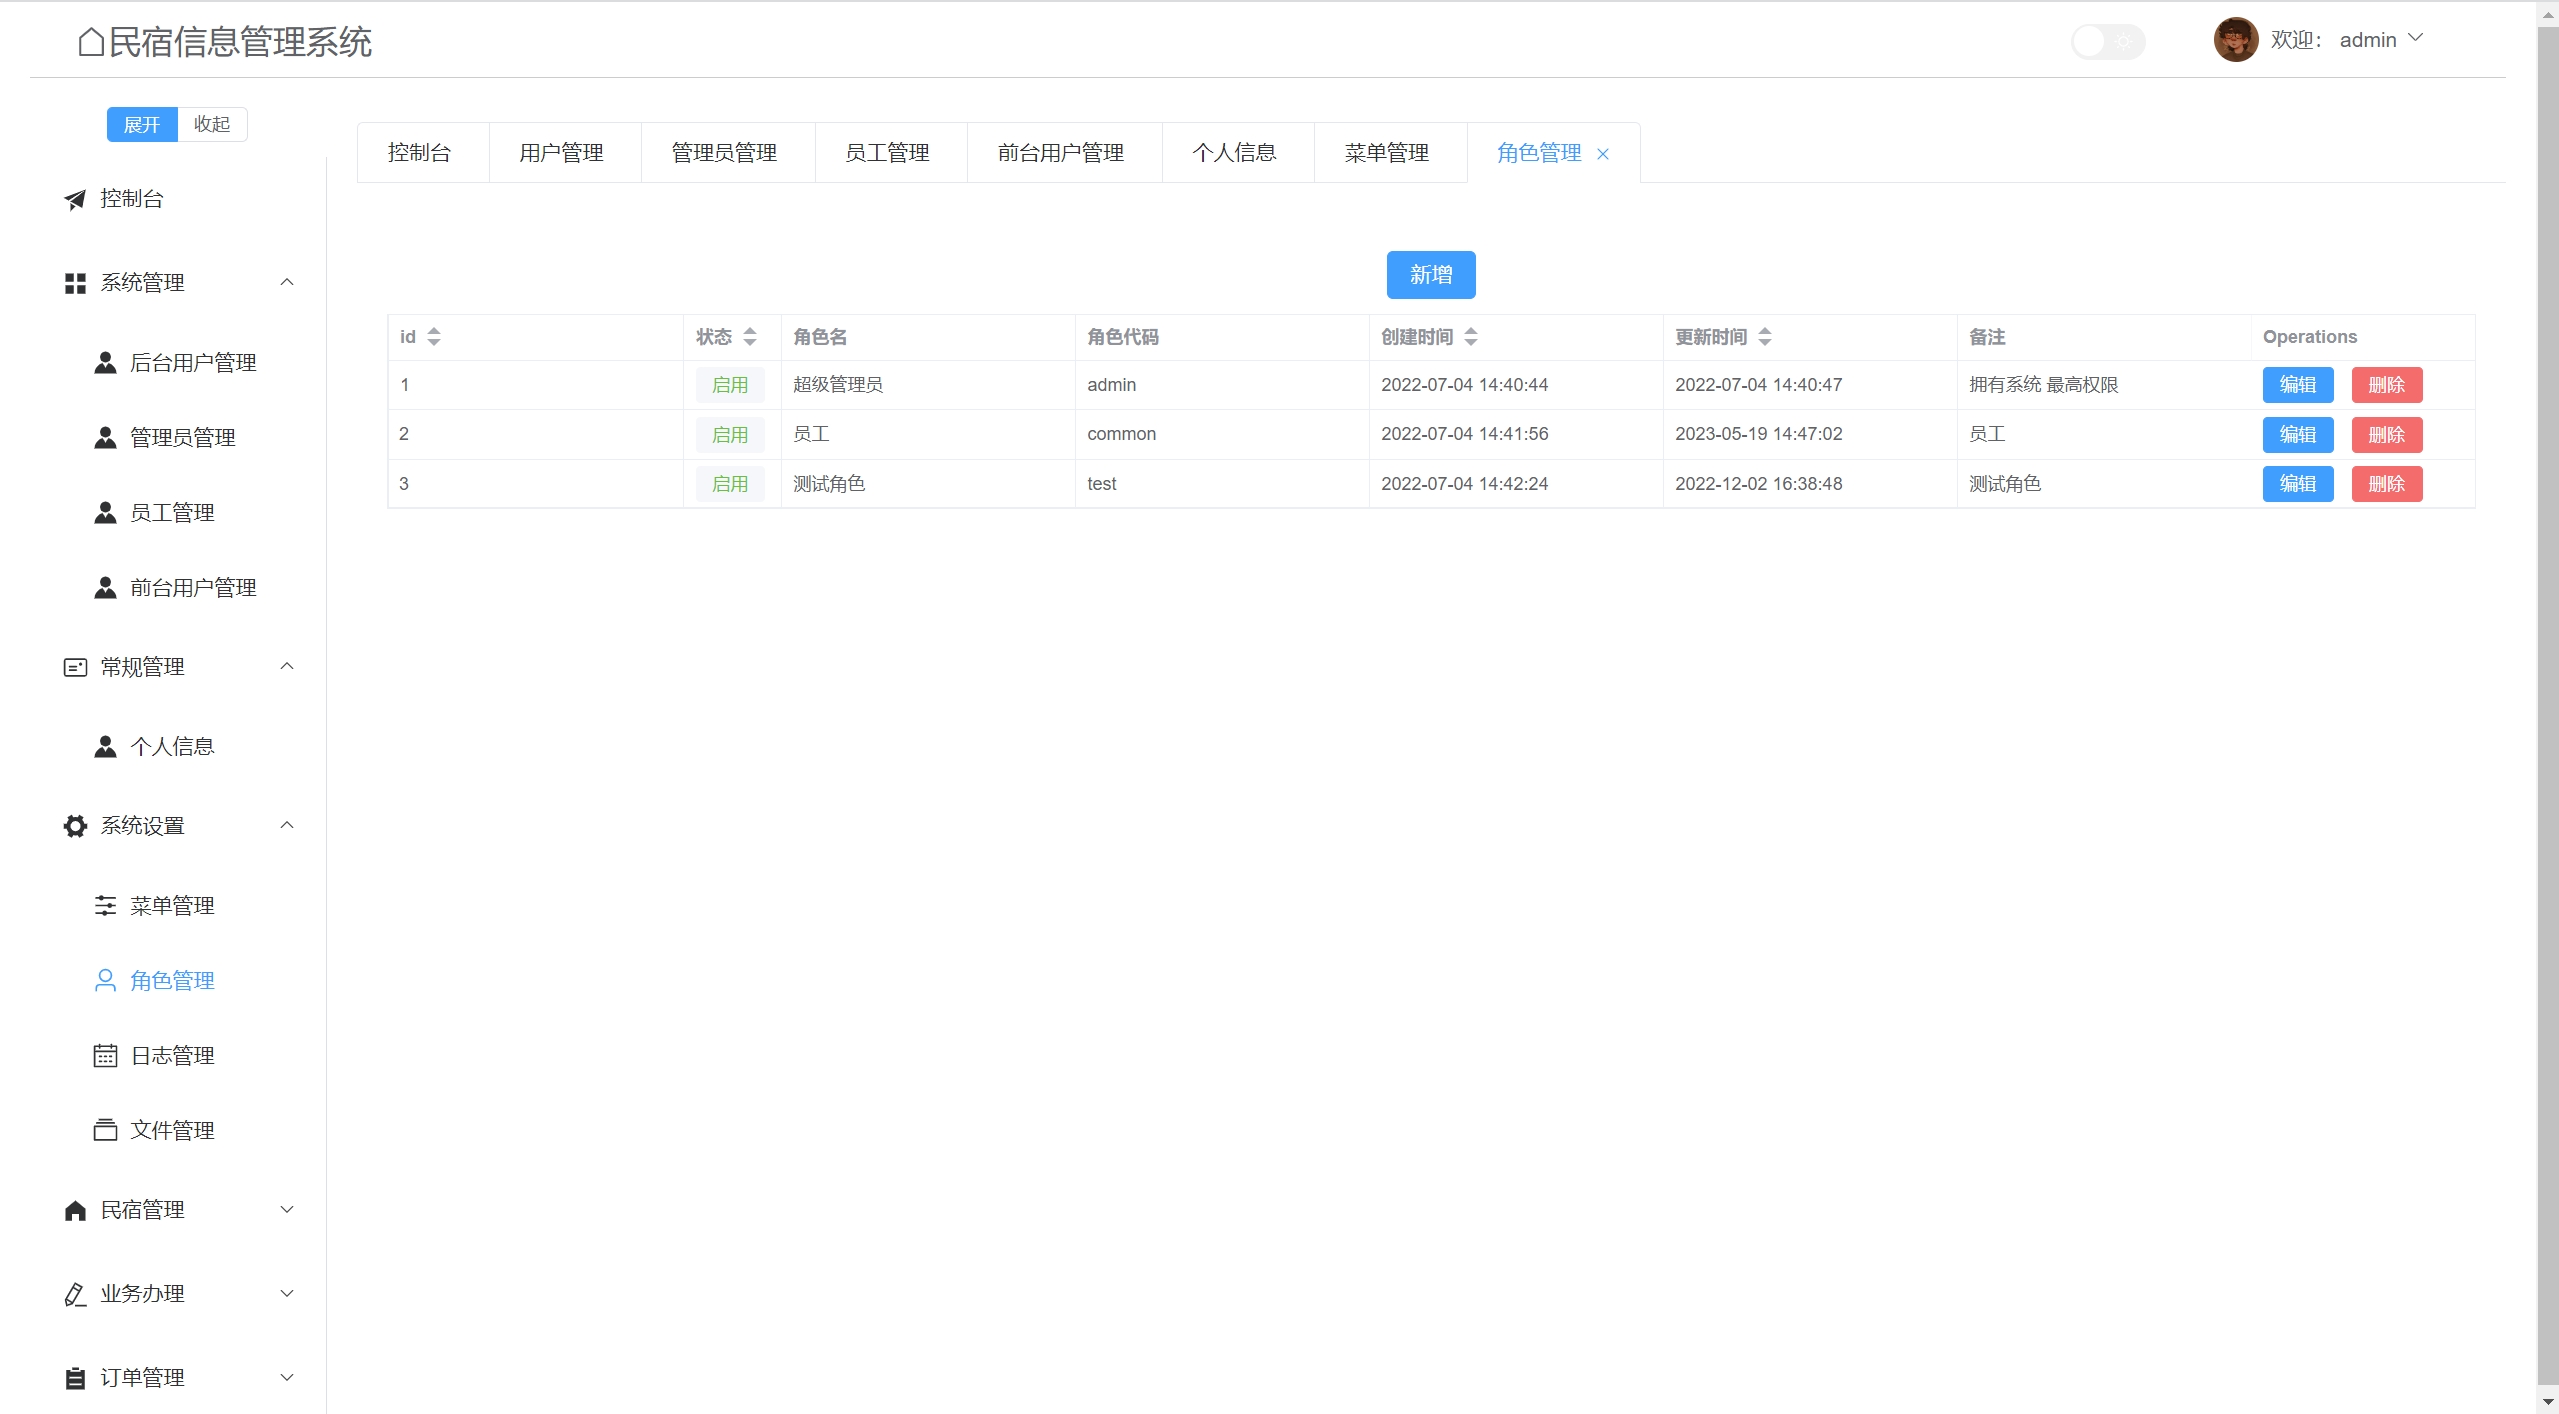 民宿信息管理系统
欢迎： admin
展开 收起
控制台 用户管理 管理员管理 员工管理 前台用户管理 个人信息 菜单管理 角色管理
控制台
系统管理
后台用户管理
管理员管理
员工管理
前台用户管理
常规管理
个人信息
系统设置
菜单管理
角色管理
日志管理
文件管理
民宿管理
业务办理
订单管理
新增
id 状态 角色名 角色代码 创建时间 更新时间 备注 Operations
1 启用 超级管理员 admin 2022-07-04 14:40:44 2022-07-04 14:40:47 拥有系统 最高权限 编辑 删除
2 启用 员工 common 2022-07-04 14:41:56 2023-05-19 14:47:02 员工 编辑 删除
3 启用 测试角色 test 2022-07-04 14:42:24 2022-12-02 16:38:48 测试角色 编辑 删除